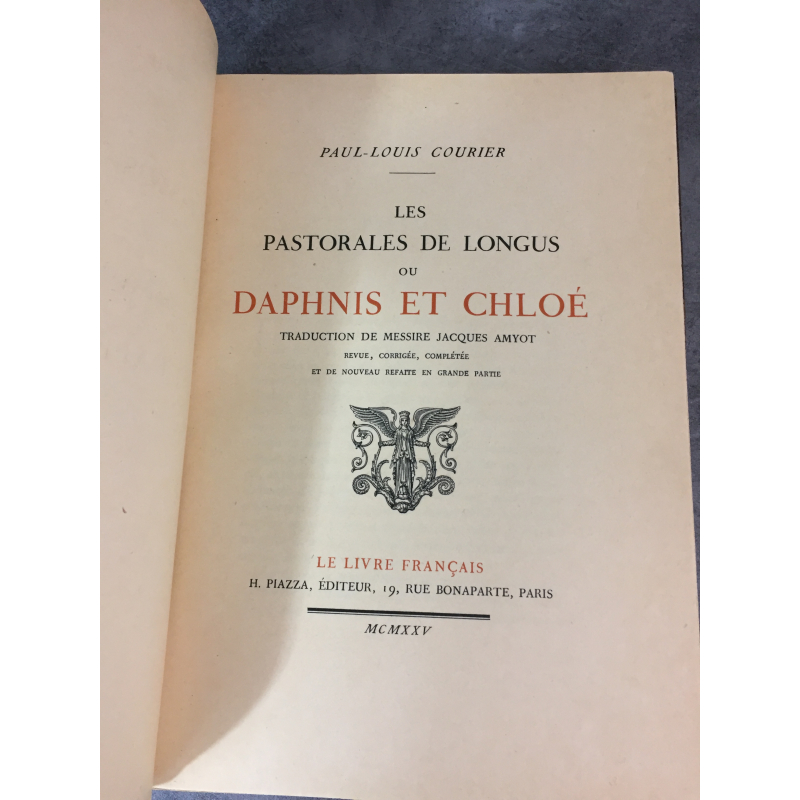 PAUL-LOUIS COURIER
LES
PASTORALES DE LONGUS
OU
DAPHNIS ET CHLOÉ
TRADUCTION DE MESSIRE JACQUES AMYOT
REVUE, CORRIGÉE, COMPLÉTÉE
ET DE NOUVEAU REFAITE EN GRANDE PARTIE
LE LIVRE FRANÇAIS
H. PIAZZA, ÉDITEUR, 19, RUE BONAPARTE, PARIS
MCMXXV